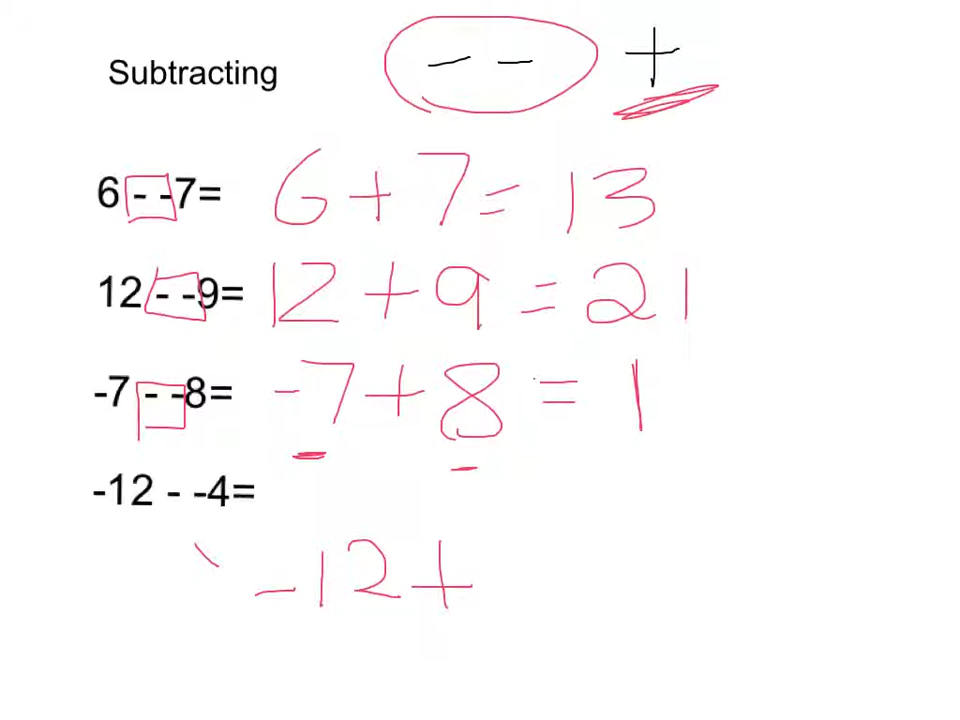 Subtracting - - +
6 - -7= 6+7=13
12 - -9= 12+9=21
-7 - -8= -7+8=1
-12 - -4=
-12+